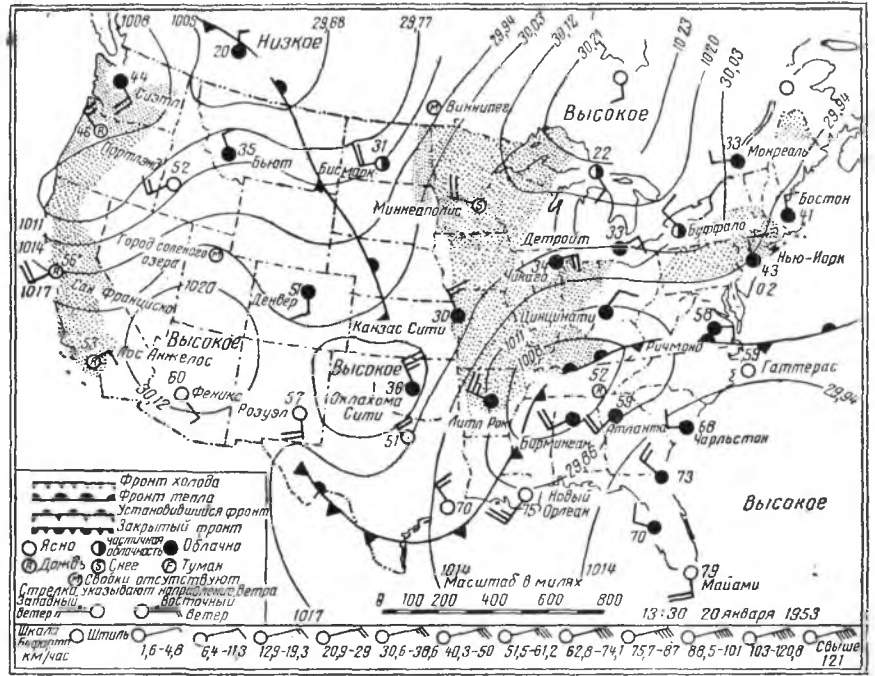 1008
1005
29,68
29,77
29,94
30,03
30,12
30,21
1023
1020
30,03
29,94
20
Низкое
44
Сиэтл
46
Портлэнд
52
35
Бьют
Бисмарк
31
Виннипег
Высокое
22
33
Монреаль
Бостон
41
Миннеаполис
Детройт
33
Буффало
Нью-Йорк
43
1011
1014
56
1017
Город соленого
озера
Сан Франциско
1020
Денвер
51
34
Чикаго
30
Канзас Сити
Цинцинати
58
Ричмонд
59
Гаттерас
53
Лос Анжелос
Высокое
60
Феникс
30,12
57
Розуэл
Высокое
36
Оклахома
Сити
51
1011
1008
Литл Рок
52
59
Бормингем
Атланта
68
Чарльстон
29,94
29,86
73
70
75
Новый
Орлеан
70
Высокое
79
Майами
1014
1014
1017
Фронт холода
Фронт тепла
Установившийся фронт
Закрытый фронт
Ясно
частичная
облачность
Облачно
Дождь
Снег
Туман
Сводки отсутствуют
Стрелки указывают направление ветра
Западный
ветер
восточный
ветер
Масштаб в милях
0 100 200 400 600 800
13:30 20 января 1953
Шкала
км/час
Штиль
1,6-4,8
6,4-11,3
12,9-19,3
20,9-29
30,6-38,6
40,3-50
51,5-61,2
62,8-74,1
75,7-87
88,5-101
103-120,8
Свыше
121